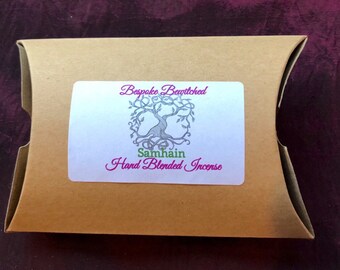 Bespoke Bewitched
Samhain
Hand Blended Incense